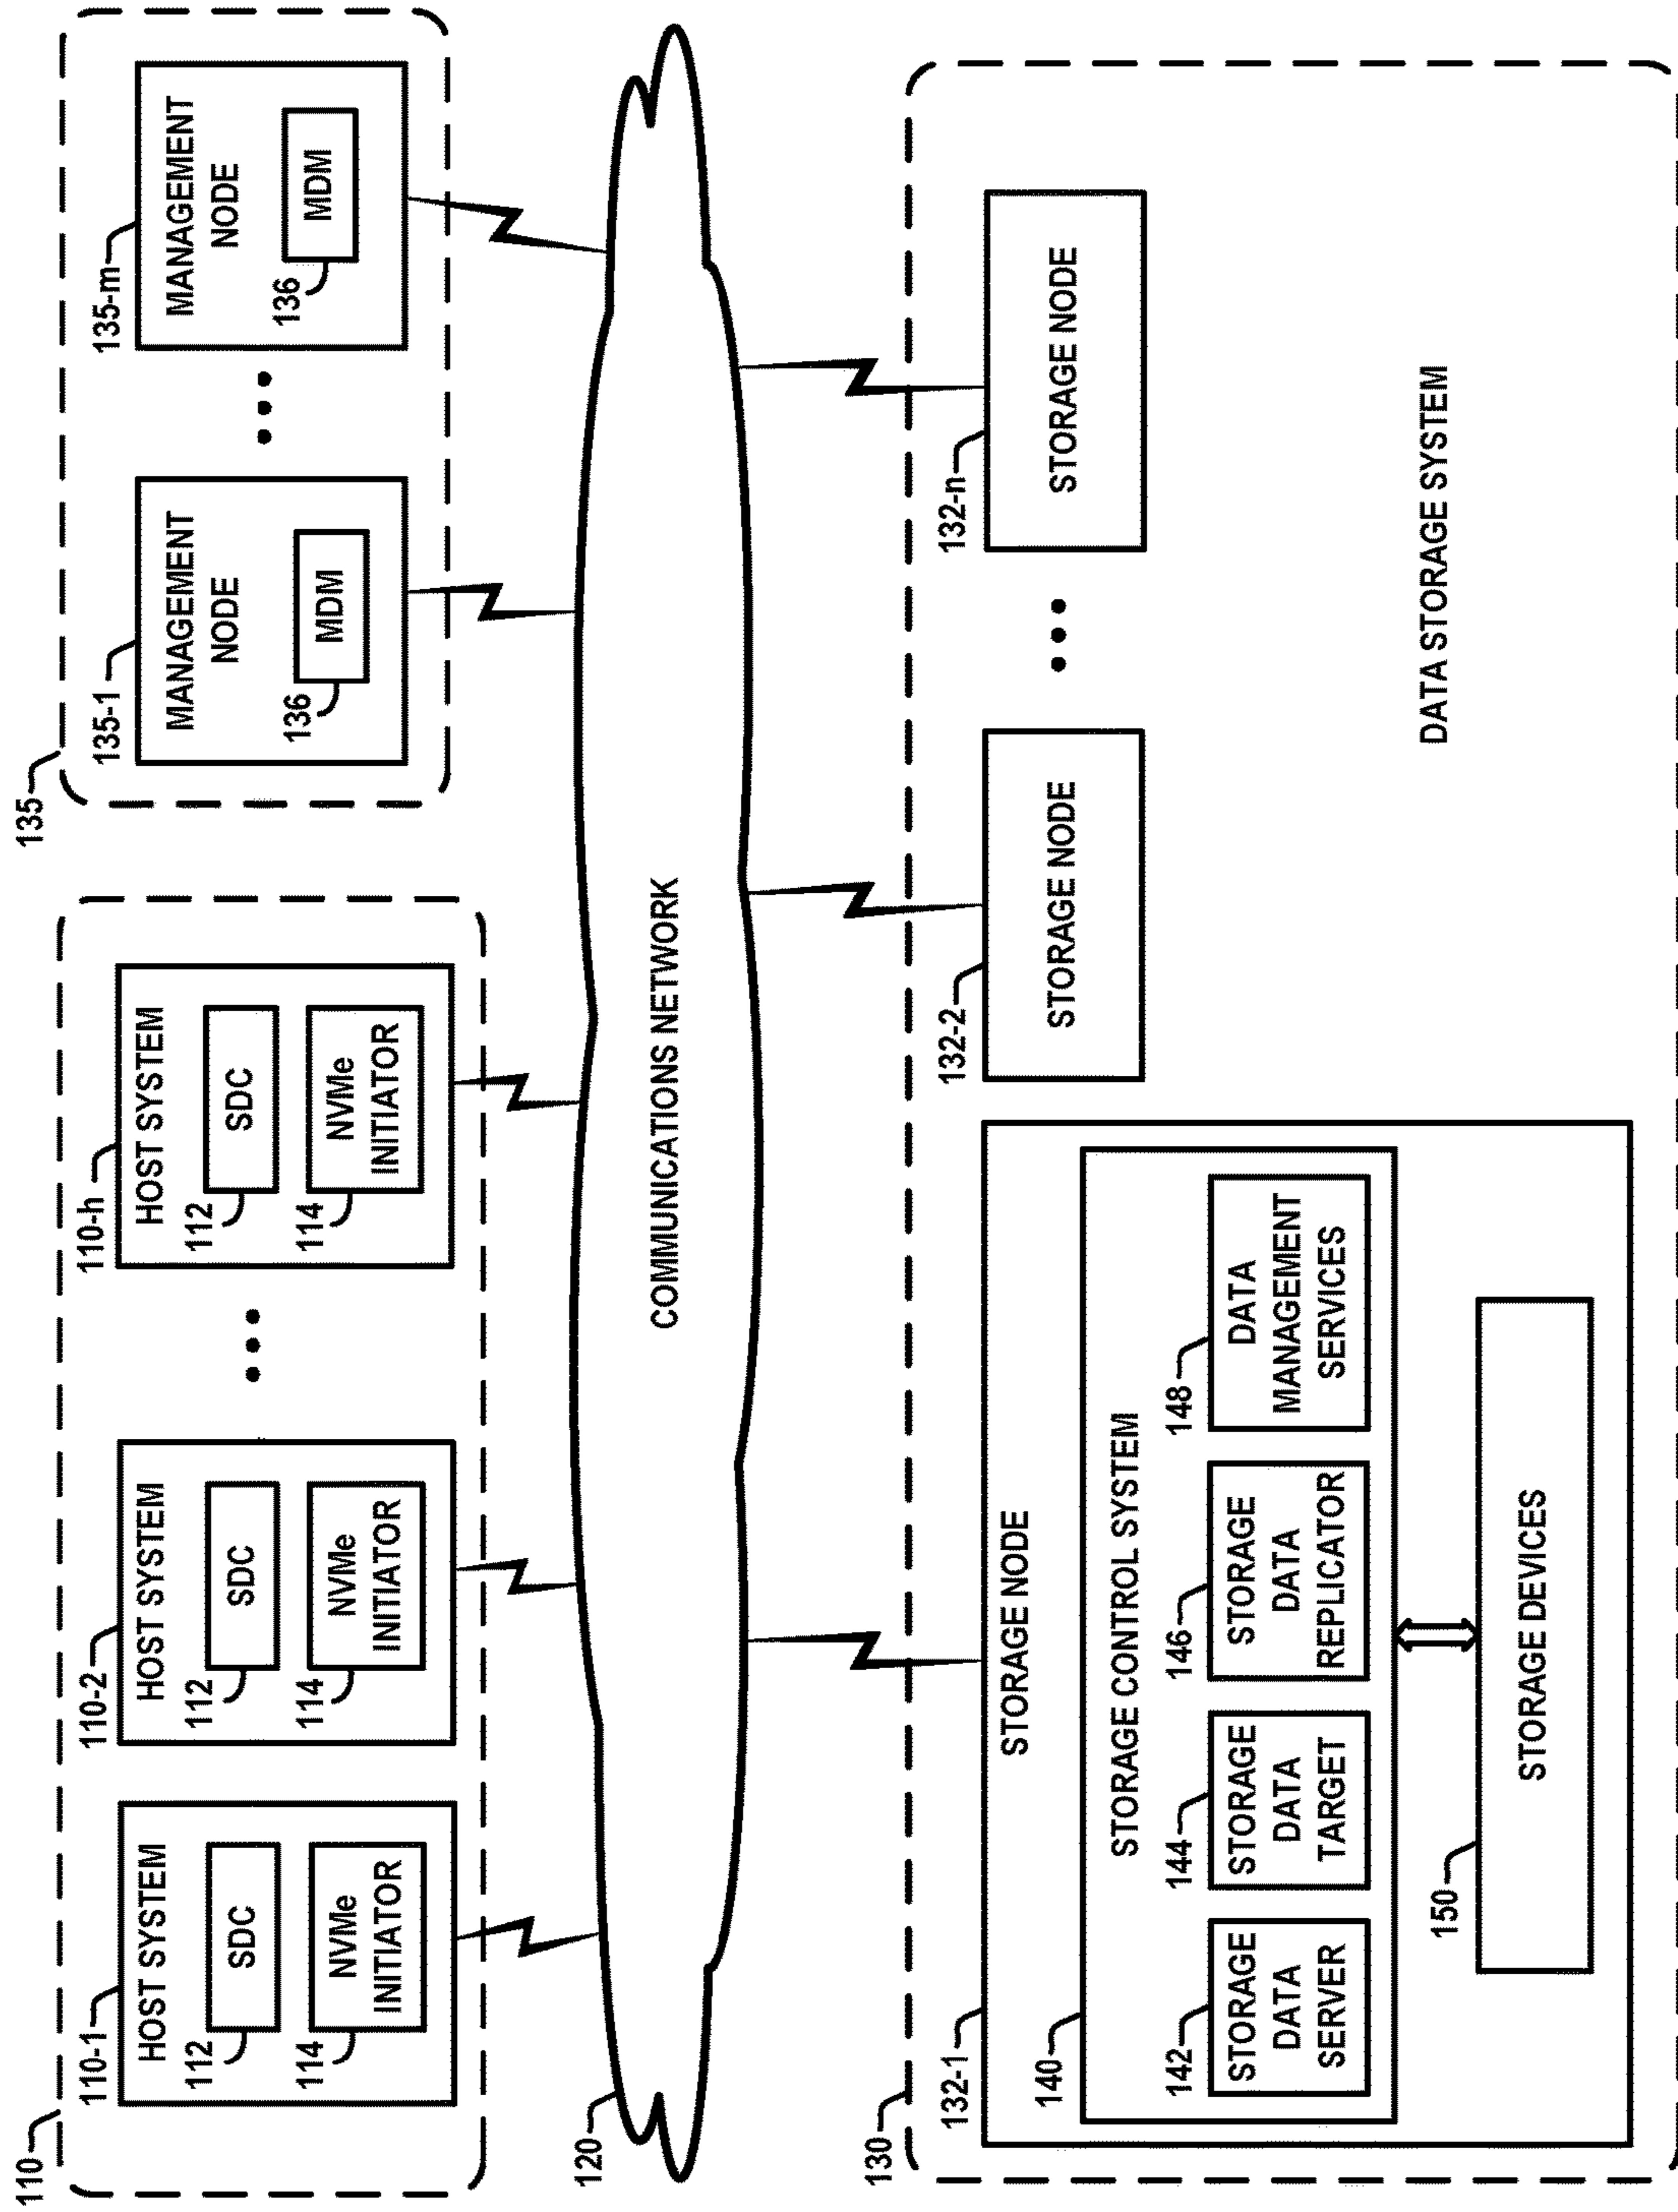 110
135
110-1
HOST SYSTEM
SDC
112
NVMe
INITIATOR
114
110-2
HOST SYSTEM
SDC
112
NVMe
INITIATOR
114
110-h
HOST SYSTEM
SDC
112
NVMe
INITIATOR
114
135-1
MANAGEMENT
NODE
MDM
136
135-m
MANAGEMENT
NODE
MDM
136
120
COMMUNICATIONS NETWORK
130
132-1
STORAGE NODE
140
STORAGE CONTROL SYSTEM
142
STORAGE
DATA
SERVER
144
STORAGE
DATA
TARGET
146
STORAGE
DATA
REPLICATOR
148
DATA
MANAGEMENT
SERVICES
150
STORAGE DEVICES
132-2
STORAGE NODE
132-n
STORAGE NODE
DATA STORAGE SYSTEM